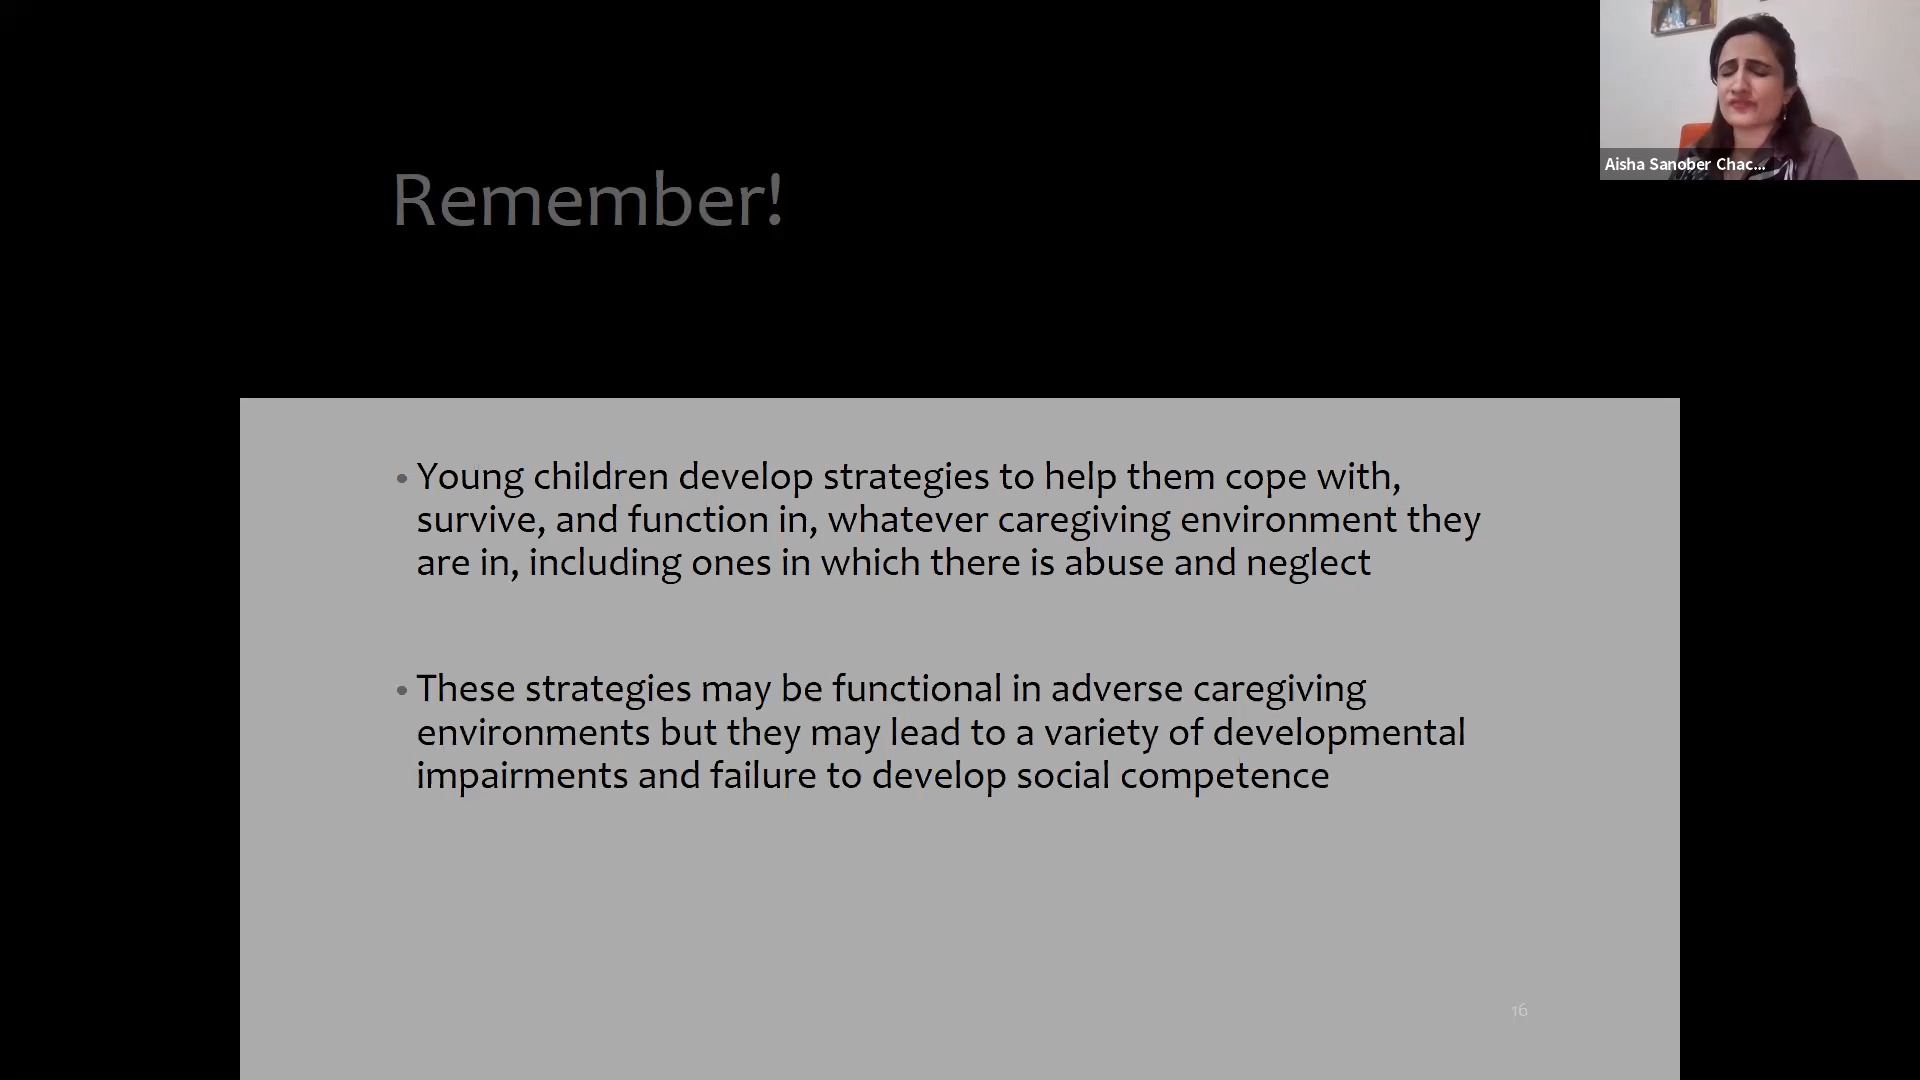 Aisha Sanober Chac...
Remember!
• Young children develop strategies to help them cope with,
survive, and function in, whatever caregiving environment they
are in, including ones in which there is abuse and neglect
• These strategies may be functional in adverse caregiving
environments but they may lead to a variety of developmental
impairments and failure to develop social competence
16